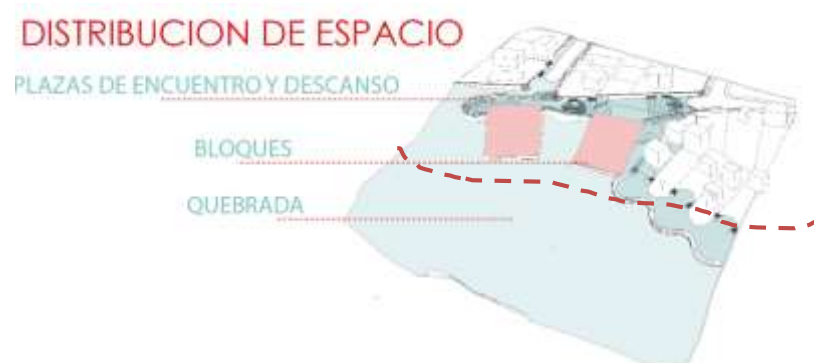 DISTRIBUCION DE ESPACIO
PLAZAS DE ENCUENTRO Y DESCANSO
BLOQUES
QUEBRADA